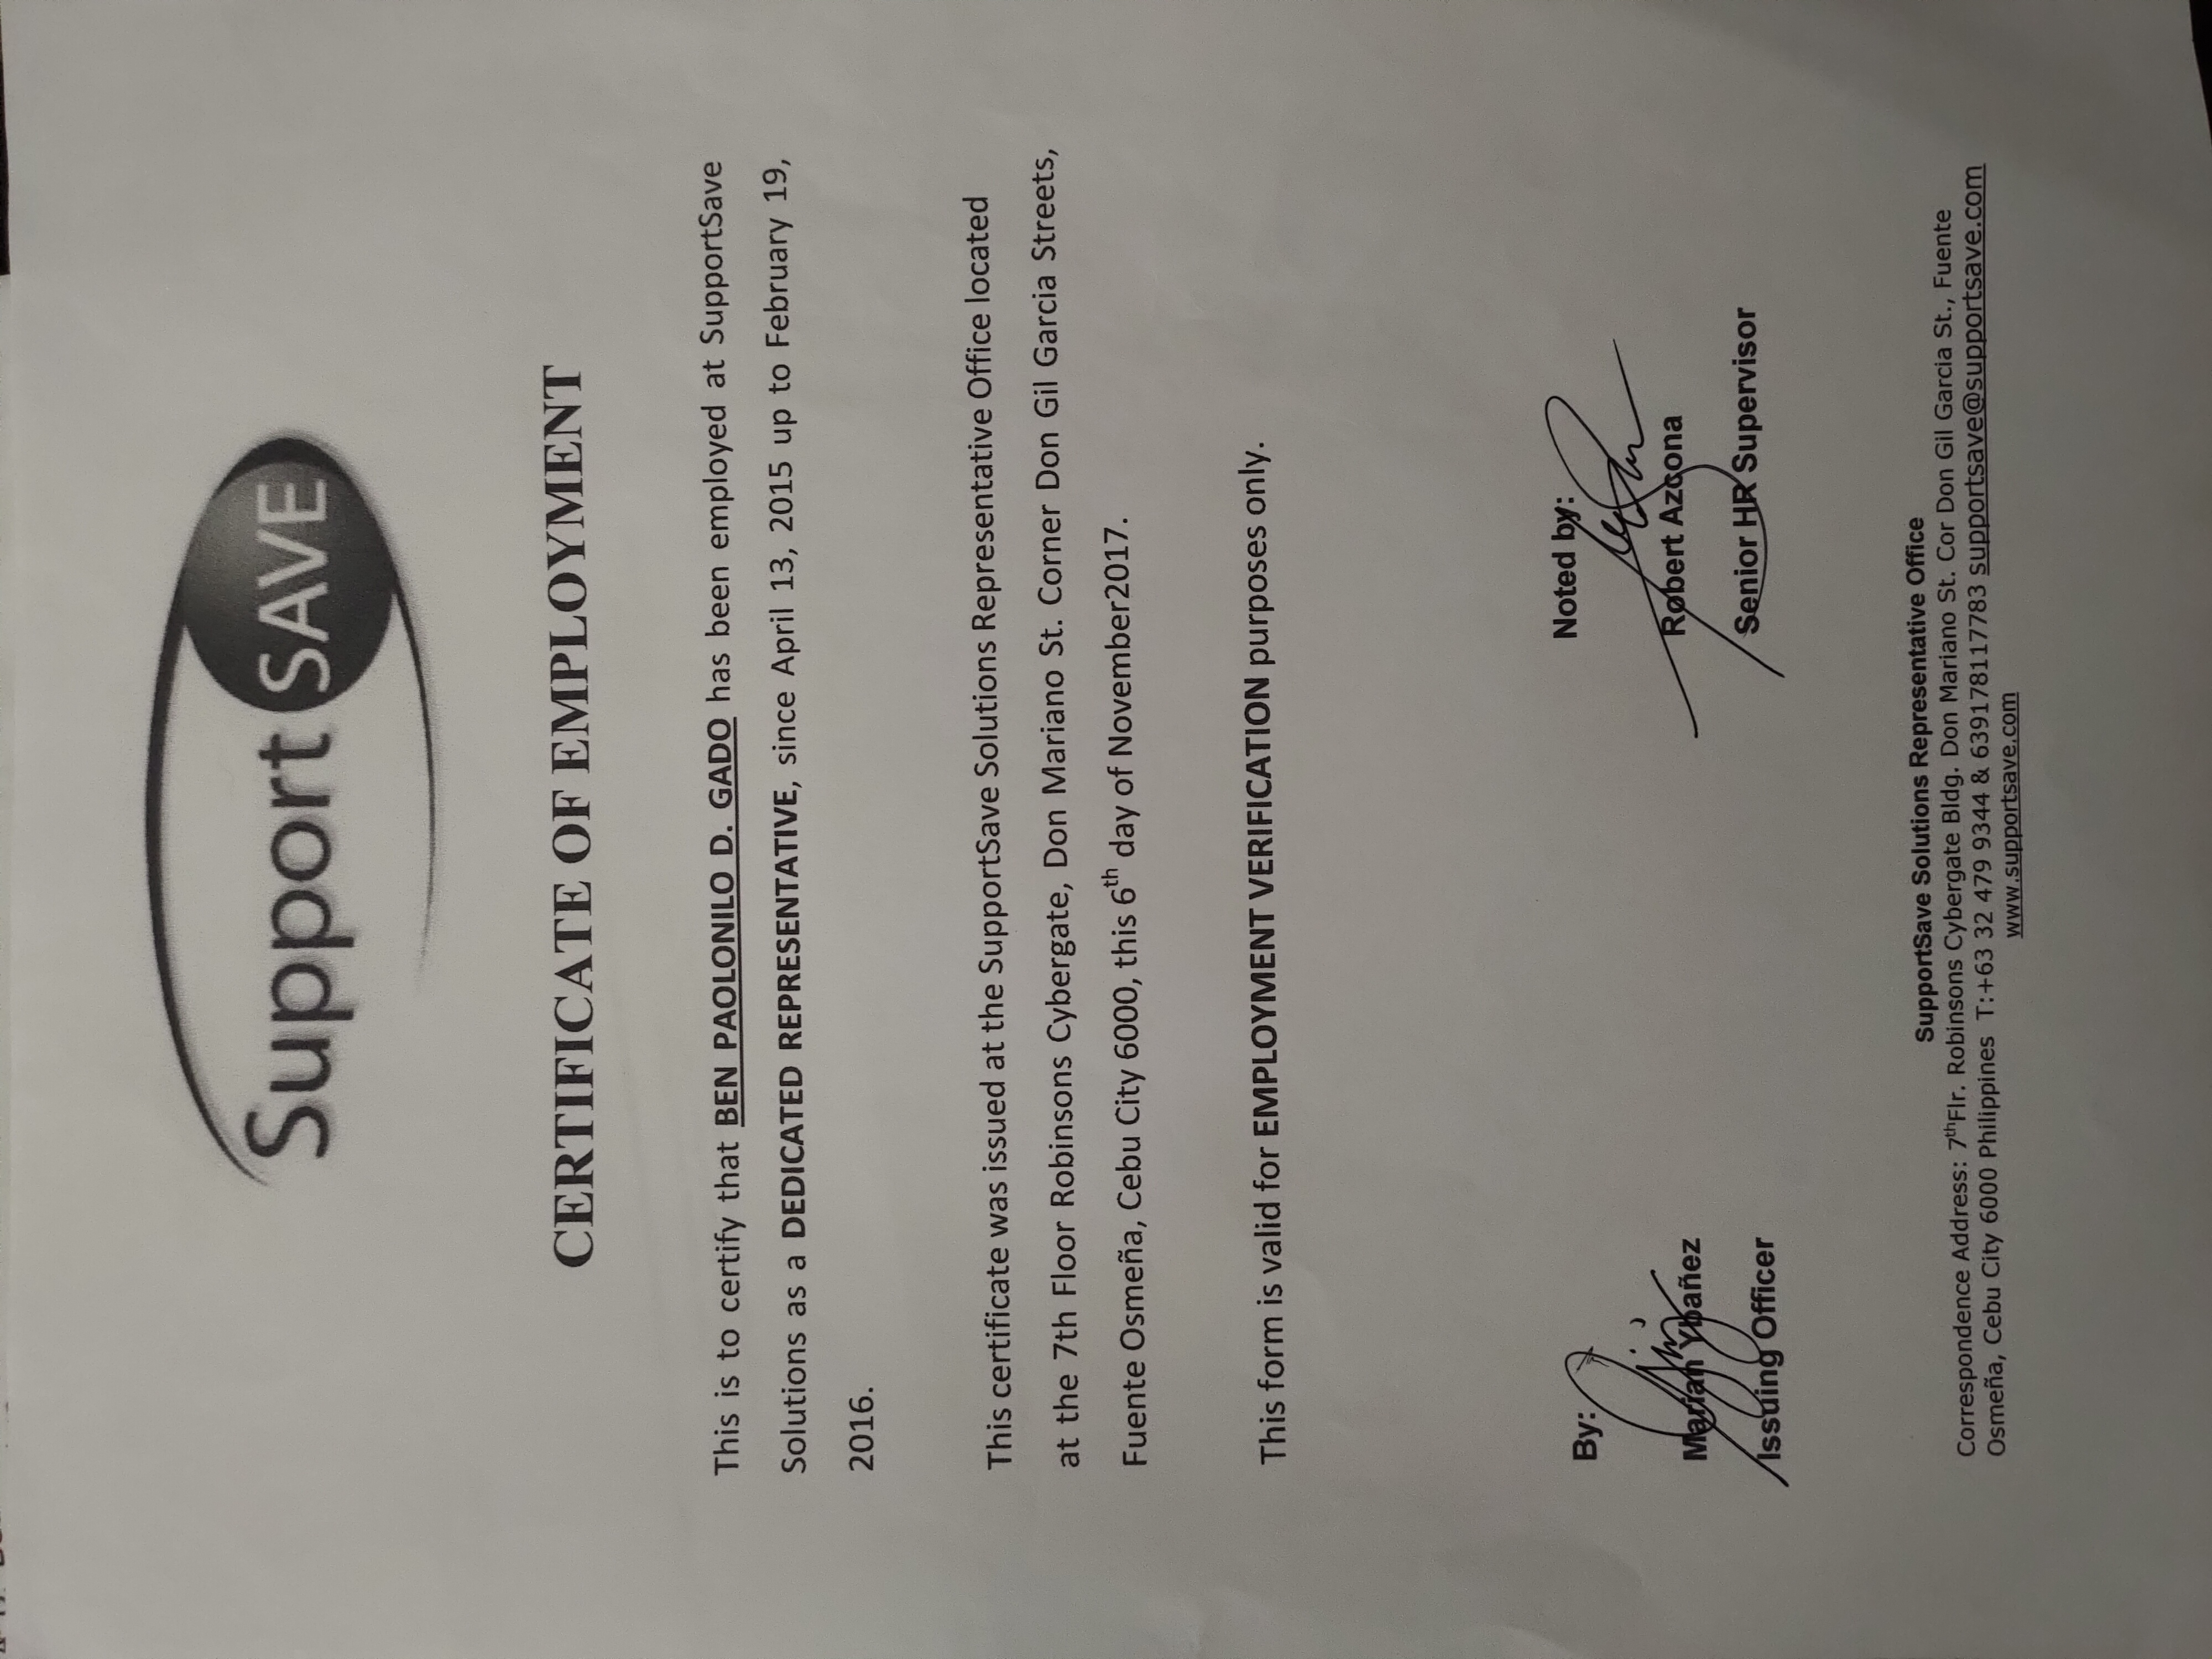 Support SAVE
CERTIFICATE OF EMPLOYMENT
This is to certify that BEN PAOLONILO D. GADO has been employed at SupportSave
Solutions as a DEDICATED REPRESENTATIVE, since April 13, 2015 up to February 19,
2016.
This certificate was issued at the SupportSave Solutions Representative Office located
at the 7th Floor Robinsons Cybergate, Don Mariano St. Corner Don Gil Garcia Streets,
Fuente Osmeña, Cebu City 6000, this 6th day of November2017.
This form is valid for EMPLOYMENT VERIFICATION purposes only.
By:
Marian Ybañez
Issuing Officer
Noted by:
Robert Azcona
Senior HR Supervisor
SupportSave Solutions Representative Office
Correspondence Address: 7thFlr. Robinsons Cybergate Bldg. Don Mariano St. Cor Don Gil Garcia St., Fuente
Osmeña, Cebu City 6000 Philippines T:+63 32 479 9344 & 639178117783 supportsave@supportsave.com
www.supportsave.com